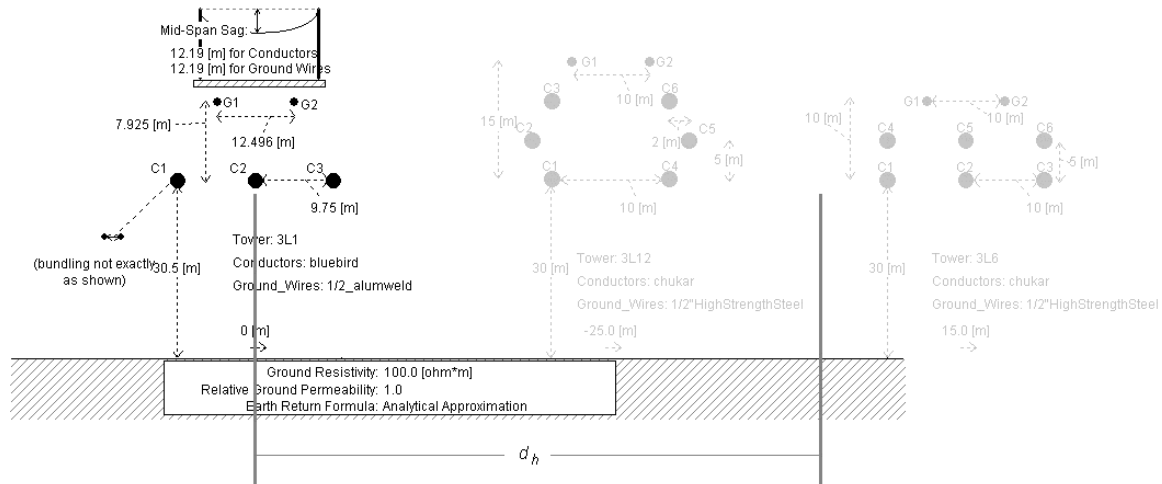 Mid-Span Sag:
12.19 [m] for Conductors
12.19 [m] for Ground Wires
G1
G2
7.925 [m]
12.496 [m]
C1
C2
C3
9.75 [m]
30.5 [m]
(bundling not exactly
as shown)
Tower: 3L1
Conductors: bluebird
Ground_Wires: 1/2_alumweld
0 [m]
G1
G2
10 [m]
C3
C6
15 [m]
C2
C5
2 [m]
5 [m]
C1
C4
10 [m]
30 [m]
Tower: 3L12
Conductors: chukar
Ground_Wires: 1/2"HighStrengthSteel
-25.0 [m]
G1
G2
10 [m]
10 [m]
C4
C5
C6
5 [m]
C1
C2
C3
10 [m]
30 [m]
Tower: 3L6
Conductors: chukar
Ground_Wires: 1/2"HighStrengthSteel
15.0 [m]
Ground Resistivity: 100.0 [ohm*m]
Relative Ground Permeability: 1.0
Earth Return Formula: Analytical Approximation
d_h